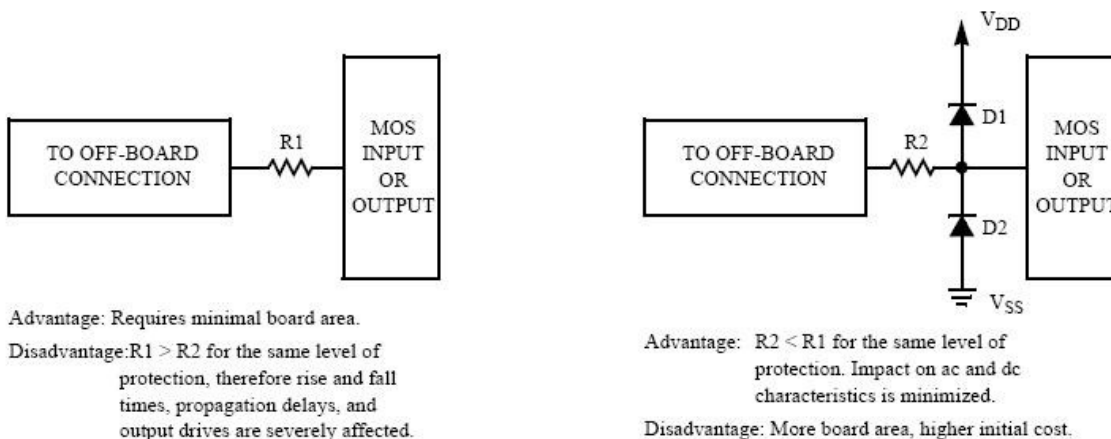 TO OFF-BOARD
CONNECTION
R1
MOS
INPUT
OR
OUTPUT
Advantage: Requires minimal board area.
Disadvantage:R1 > R2 for the same level of
protection, therefore rise and fall
times, propagation delays, and
output drives are severely affected.
VDD
D1
TO OFF-BOARD
CONNECTION
R2
MOS
INPUT
OR
OUTPUT
D2
VSS
Advantage: R2 < R1 for the same level of
protection. Impact on ac and dc
characteristics is minimized.
Disadvantage: More board area, higher initial cost.